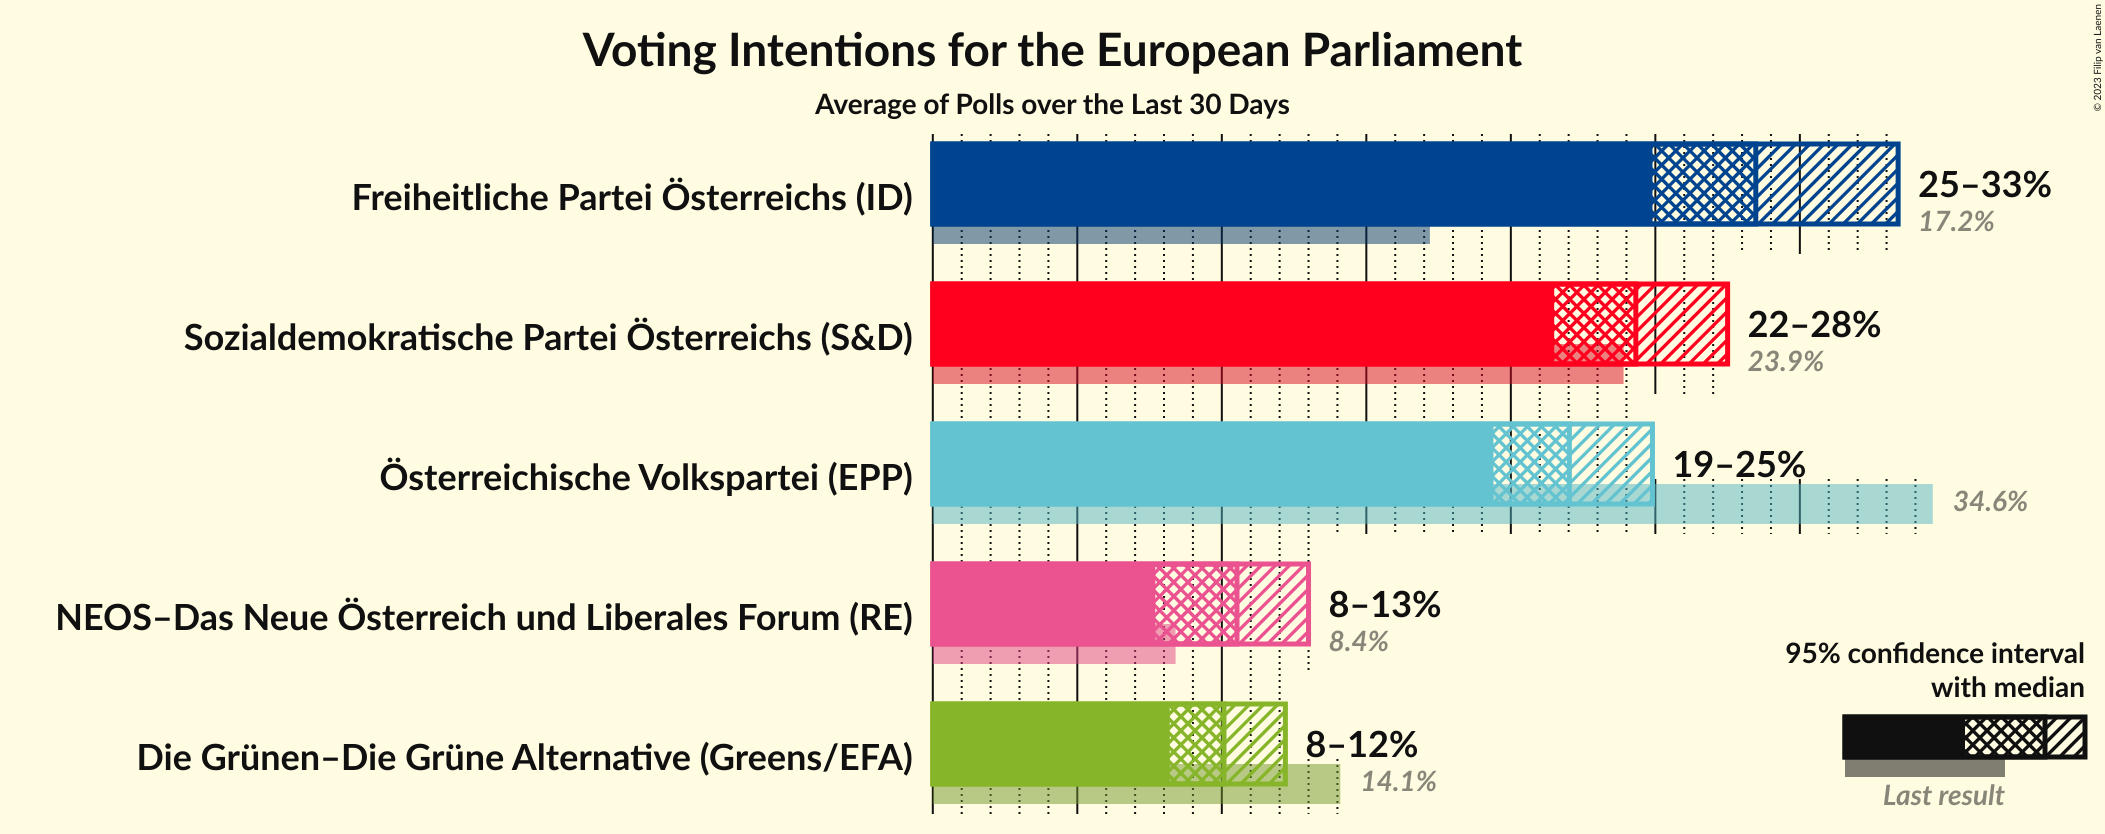 Voting Intentions for the European Parliament
Average of Polls over the Last 30 Days
© 2023 Filip van Laenen
Freiheitliche Partei Österreichs (ID)
25–33%
17.2%
Sozialdemokratische Partei Österreichs (S&D)
22–28%
23.9%
Österreichische Volkspartei (EPP)
19–25%
34.6%
NEOS–Das Neue Österreich und Liberales Forum (RE)
8–13%
8.4%
Die Grünen–Die Grüne Alternative (Greens/EFA)
8–12%
14.1%
95% confidence interval
with median
Last result